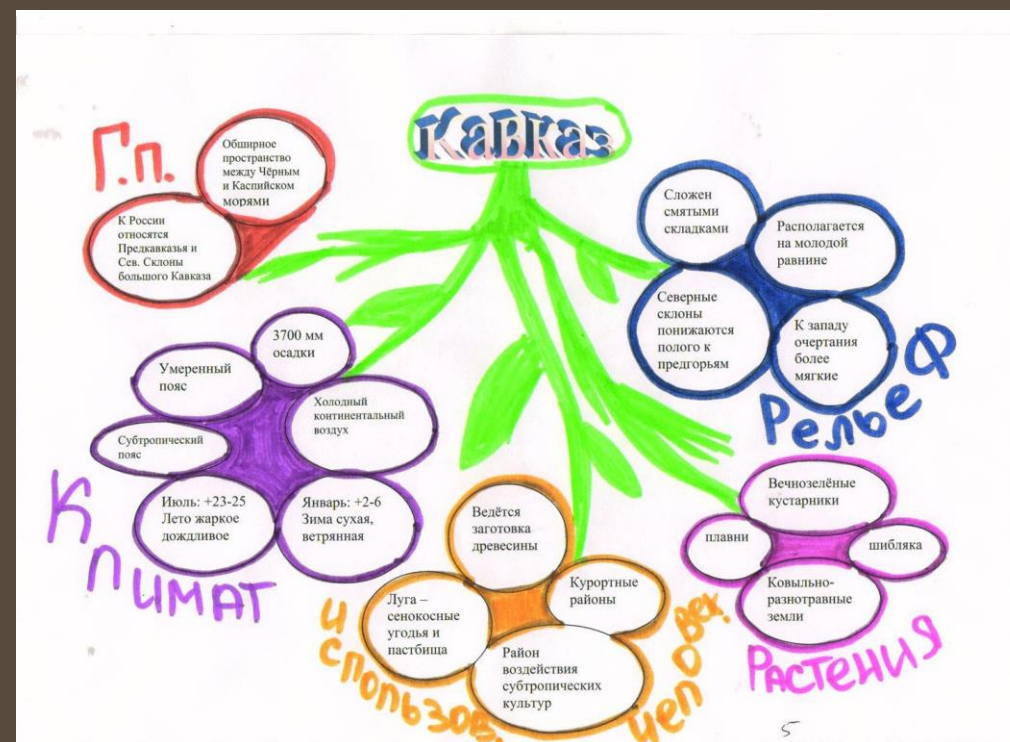 Кавказ
Г.п.
Обширное
пространство
между Чёрным
и Каспийском
морями
К России
относятся
Предкавказья и
Сев. Склоны
большого Кавказа
Сложен
смятыми
складками
Располагается
на молодой
равнине
Северные
склоны
понижаются
полого к
предгорьям
К западу
очертания
более
мягкие
Рельеф
3700 мм
осадки
Умеренный
пояс
Холодный
континентальный
воздух
Субтропический
пояс
Июль: +23-25
Лето жаркое
дождливое
Январь: +2-6
Зима сухая,
ветрянная
Климат
Ведётся
заготовка
древесины
Курортные
районы
Луга –
сенокосные
угодья и
пастбища
Район
воздействия
субтропических
культур
использов.
человек.
Вечнозелёные
кустарники
плавни
шибляка
Ковыльно-
разнотравные
земли
Растения
5